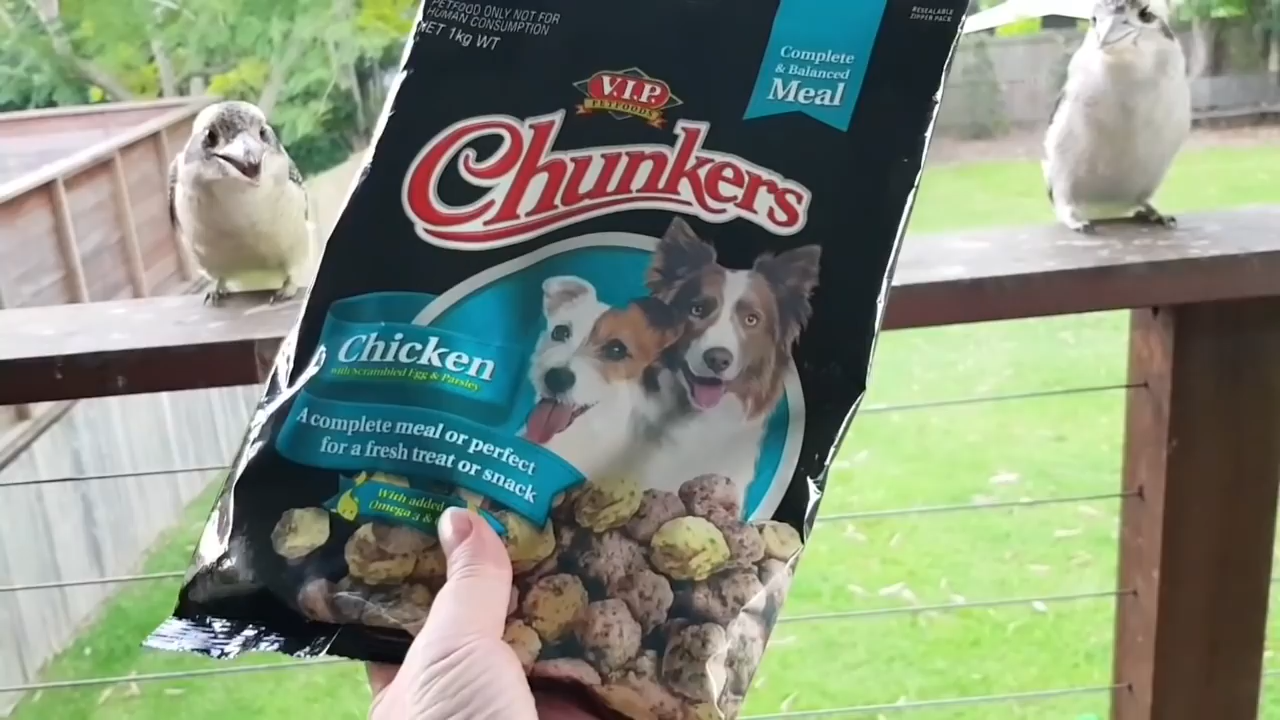 PETFOOD ONLY NOT FOR
HUMAN CONSUMPTION
NET 1kg WT
RESEALABLE
ZIPPER PACK
Complete
& Balanced
Meal
V.I.P.
PETFOODS
Chunkers
Chicken
with Scrambled Egg & Parsley
A complete meal or perfect
for a fresh treat or snack
With added
Omega 3 &